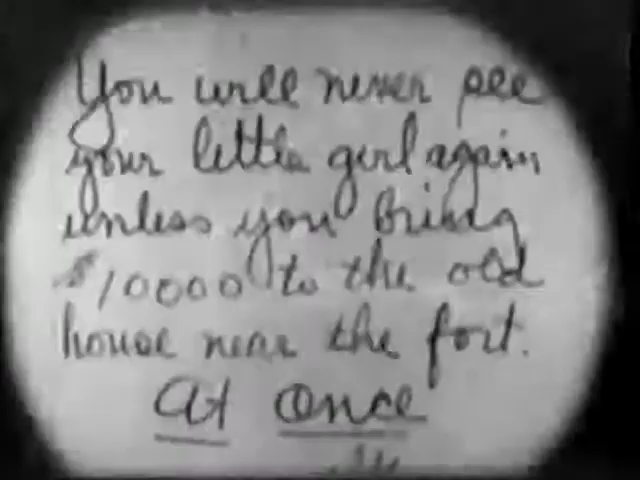 You will never see
your little girl again
unless you bring
$10000 to the old
house near the fort.
At Once